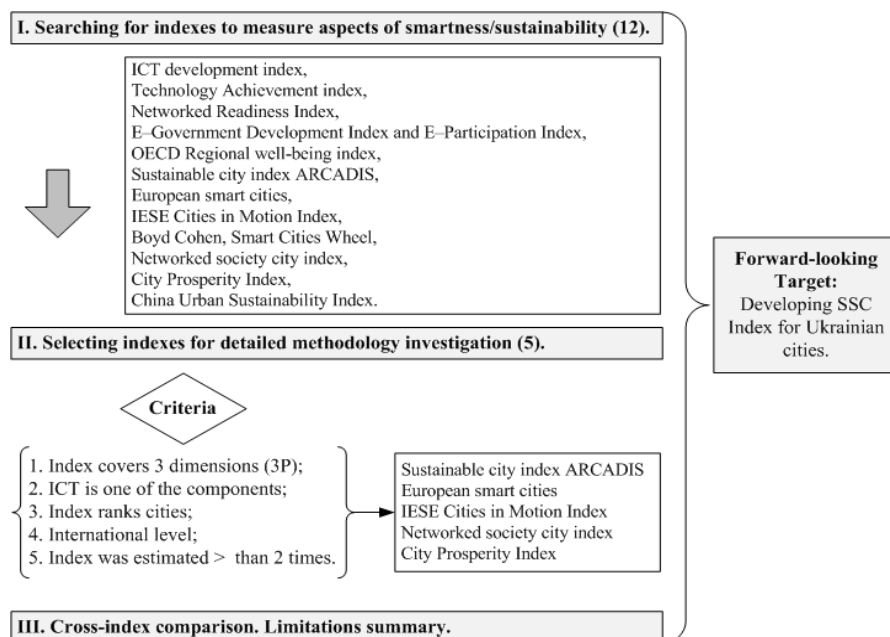 I. Searching for indexes to measure aspects of smartness/sustainability (12).
ICT development index,
Technology Achievement index,
Networked Readiness Index,
E–Government Development Index and E–Participation Index,
OECD Regional well-being index,
Sustainable city index ARCADIS,
European smart cities,
IESE Cities in Motion Index,
Boyd Cohen, Smart Cities Wheel,
Networked society city index,
City Prosperity Index,
China Urban Sustainability Index.
II. Selecting indexes for detailed methodology investigation (5).
Criteria
1. Index covers 3 dimensions (3P);
2. ICT is one of the components;
3. Index ranks cities;
4. International level;
5. Index was estimated > than 2 times.
Sustainable city index ARCADIS
European smart cities
IESE Cities in Motion Index
Networked society city index
City Prosperity Index
III. Cross-index comparison. Limitations summary.
Forward-looking
Target:
Developing SSC
Index for Ukrainian
cities.